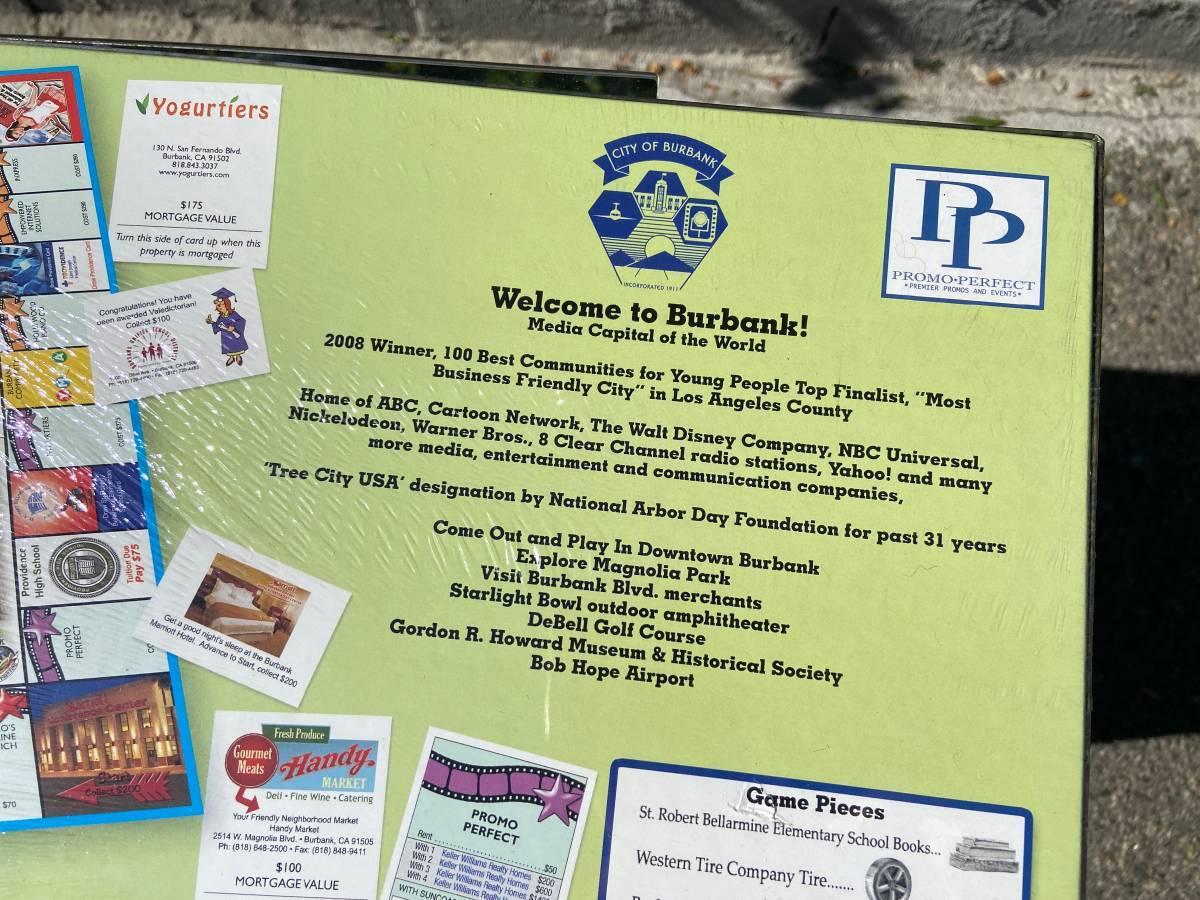 Yogurtiers
130 N. San Fernando Blvd.
Burbank, CA 91502
818.843.3037
www.yogurtiers.com
$175
MORTGAGE VALUE
Turn this side of card up when this
property is mortgaged
CITY OF BURBANK
INCORPORATED 1911
PP
PROMO•PERFECT
•PREMIER PROMOS AND EVENTS•
Welcome to Burbank!
Media Capital of the World
2008 Winner, 100 Best Communities for Young People Top Finalist, "Most
Business Friendly City" in Los Angeles County
Home of ABC, Cartoon Network, The Walt Disney Company, NBC Universal,
Nickelodeon, Warner Bros., 8 Clear Channel radio stations, Yahoo! and many
more media, entertainment and communication companies,
'Tree City USA' designation by National Arbor Day Foundation for past 31 years
Come Out and Play In Downtown Burbank
Explore Magnolia Park
Visit Burbank Blvd. merchants
Starlight Bowl outdoor amphitheater
DeBell Golf Course
Gordon R. Howard Museum & Historical Society
Bob Hope Airport
Congratulations! You have
been awarded Valedictorian!
Collect $100
EMPOWERED
INTERNET
SOLUTIONS
PROVIDENCE
COST $175
Providence
High School
Tuition Due
Pay $75
PROMO
PERFECT
Start
Collect $200
$70
Marriott
Get a good night's sleep at the Burbank
Marriott Hotel. Advance to Start, collect $200
Fresh Produce
Gourmet
Meats
Handy
MARKET
Deli • Fine Wine • Catering
Your Friendly Neighborhood Market
Handy Market
2514 W. Magnolia Blvd. • Burbank, CA 91505
Ph: (818) 848-2500 • Fax: (818) 848-9411
$100
MORTGAGE VALUE
PROMO
PERFECT
Rent ........ $50
With 1 Keller Williams Realty Homes $200
With 2 Keller Williams Realty Homes $600
With 3 Keller Williams Realty Homes
With 4 Keller Williams Realty
Game Pieces
St. Robert Bellarmine Elementary School Books...
Western Tire Company Tire.......